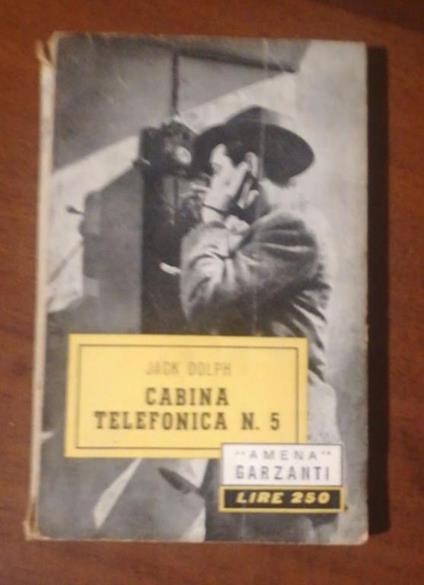 JACK DOLPH
CABINA
TELEFONICA N. 5
"AMENA"
GARZANTI
LIRE 250